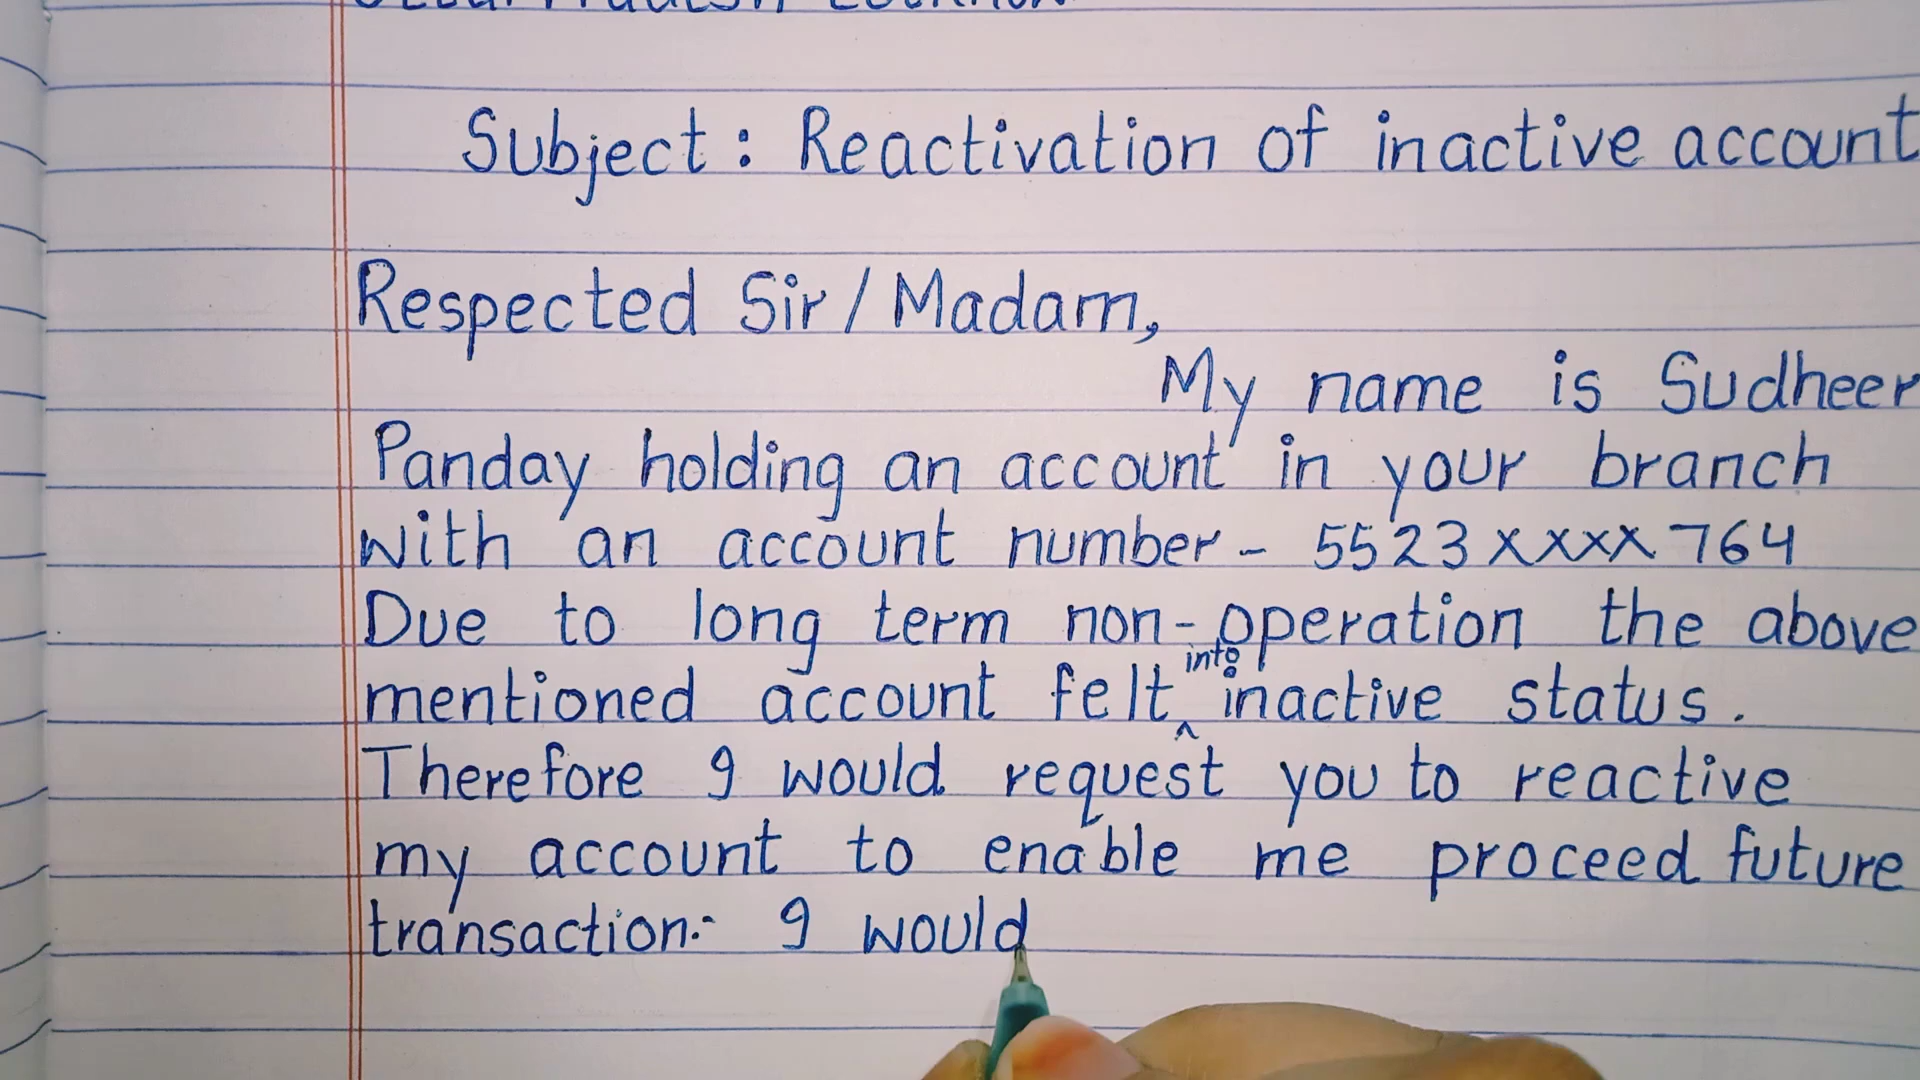 Subject : Reactivation of inactive account
Respected Sir / Madam,
My name is Sudheer
Panday holding an account in your branch
with an account number - 5523xxxx764
Due to long term non-operation the above
mentioned account felt into inactive status.
Therefore I would request you to reactive
my account to enable me proceed future
transaction.- I would